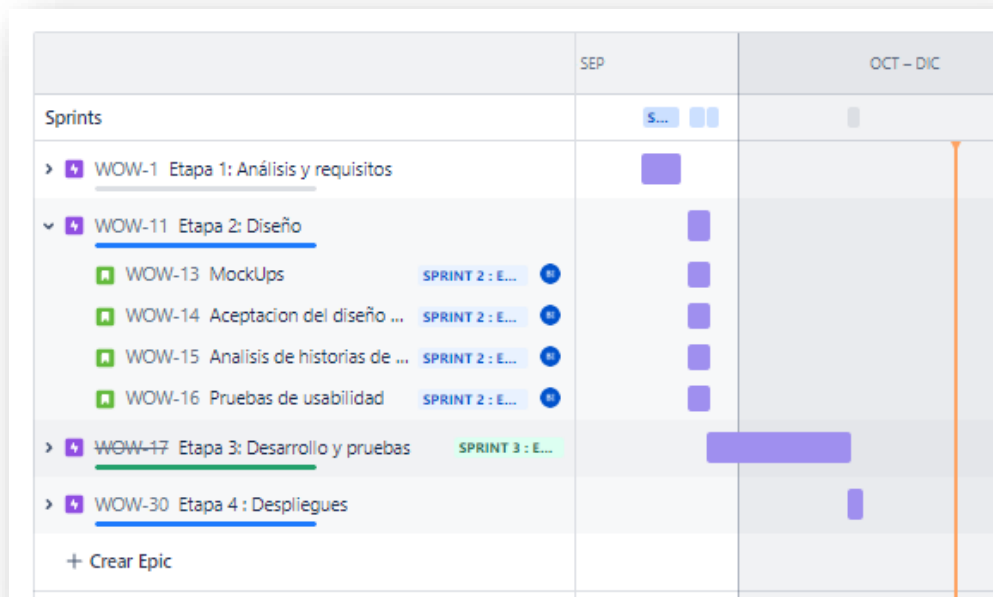 SEP OCT – DIC
Sprints S...
WOW-1 Etapa 1: Análisis y requisitos
WOW-11 Etapa 2: Diseño
WOW-13 MockUps SPRINT 2 : E...
WOW-14 Aceptacion del diseño ... SPRINT 2 : E...
WOW-15 Analisis de historias de ... SPRINT 2 : E...
WOW-16 Pruebas de usabilidad SPRINT 2 : E...
WOW-17 Etapa 3: Desarrollo y pruebas SPRINT 3 : E...
WOW-30 Etapa 4 : Despliegues
+ Crear Epic